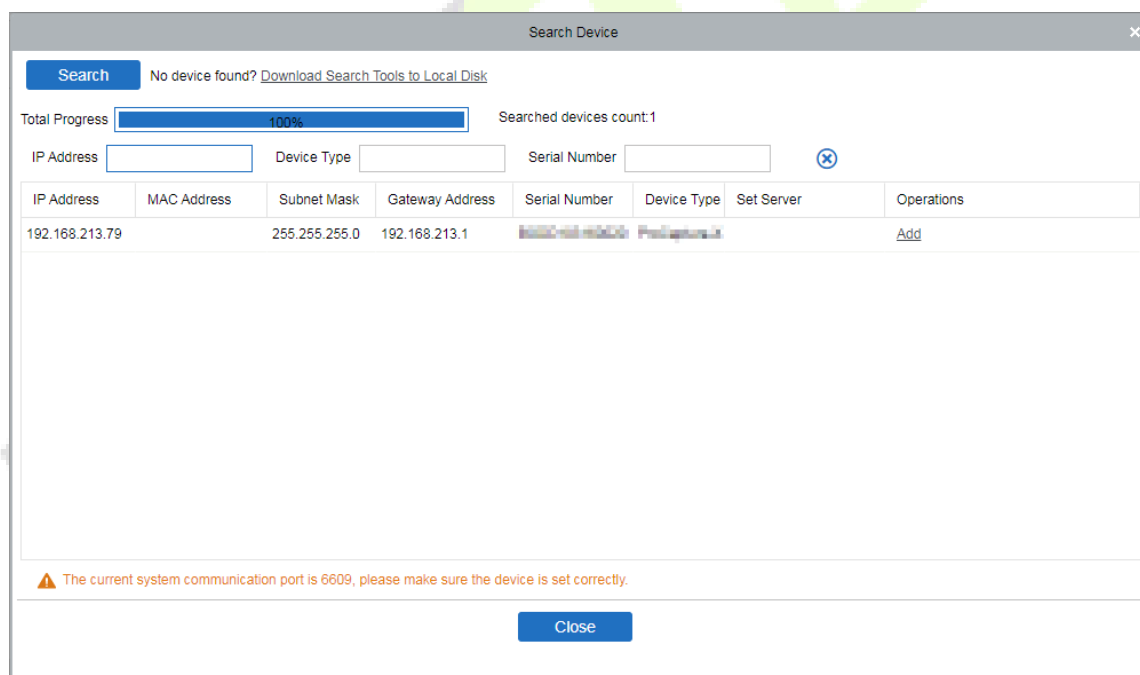 Search Device
Search No device found? Download Search Tools to Local Disk
Total Progress 100% Searched devices count:1
IP Address Device Type Serial Number
IP Address MAC Address Subnet Mask Gateway Address Serial Number Device Type Set Server Operations
192.168.213.79 255.255.255.0 192.168.213.1 Add
The current system communication port is 6609, please make sure the device is set correctly.
Close